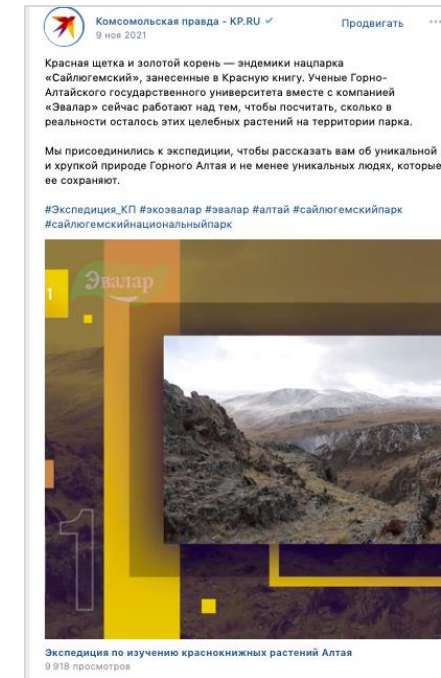 Комсомольская правда - KP.RU
Продвигать
9 ноя 2021
Красная щетка и золотой корень — эндемики нацпарка
«Сайлюгемский», занесенные в Красную книгу. Ученые Горно-
Алтайского государственного университета вместе с компанией
«Эвалар» сейчас работают над тем, чтобы посчитать, сколько в
реальности осталось этих целебных растений на территории парка.
Мы присоединились к экспедиции, чтобы рассказать вам об уникальной
и хрупкой природе Горного Алтая и не менее уникальных людях, которые
ее сохраняют.
#Экспедиция_КП #экоэвалар #эвалар #алтай #сайлюгемскийпарк
#сайлюгемскийнациональныйпарк
Эвалар
1
1
Экспедиция по изучению краснокнижных растений Алтая
9 918 просмотров